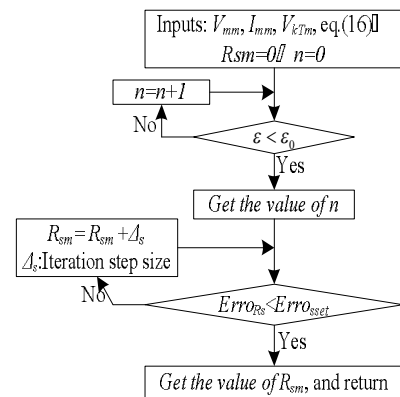 Inputs: Vmm, Imm, VkTm, eq.(16)
Rsm=0 n=0
n=n+1
No
ε < ε0
Yes
Get the value of n
Rsm=Rsm+Δs
Δs:Iteration step size
No
ErroRs<Errosset
Yes
Get the value of Rsm, and return